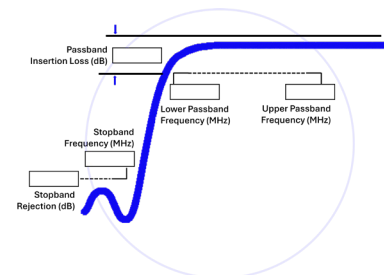 Passband
Insertion Loss (dB)
Lower Passband
Frequency (MHz)
Upper Passband
Frequency (MHz)
Stopband
Frequency (MHz)
Stopband
Rejection (dB)